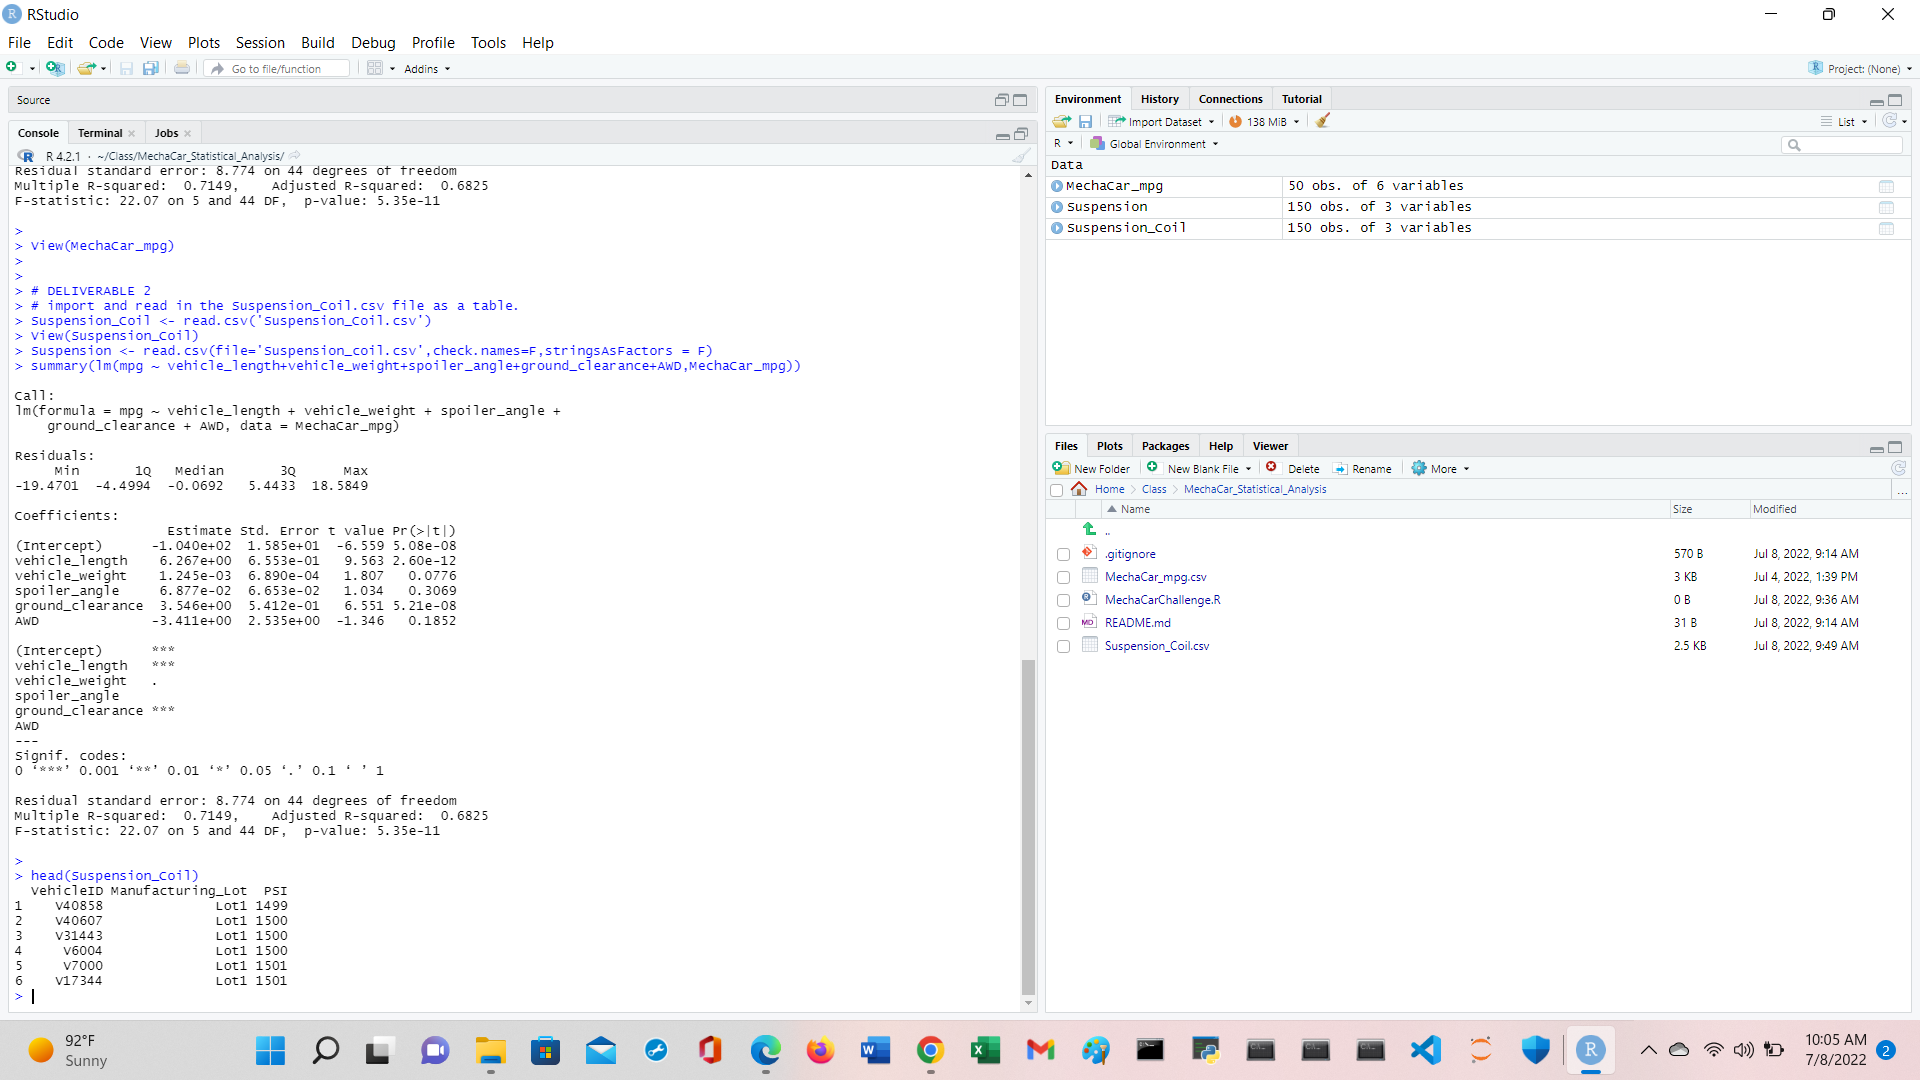 RStudio
File Edit Code View Plots Session Build Debug Profile Tools Help
Go to file/function Addins Project: (None)
Source
Console Terminal Jobs
R 4.2.1 · ~/Class/MechaCar_Statistical_Analysis/
Residual standard error: 8.774 on 44 degrees of freedom
Multiple R-squared:  0.7149,    Adjusted R-squared:  0.6825
F-statistic: 22.07 on 5 and 44 DF,  p-value: 5.35e-11
>
> View(MechaCar_mpg)
>
>
> # DELIVERABLE 2
> # import and read in the Suspension_Coil.csv file as a table.
> Suspension_Coil <- read.csv('Suspension_Coil.csv')
> View(Suspension_Coil)
> Suspension <- read.csv(file='Suspension_coil.csv',check.names=F,stringsAsFactors = F)
> summary(lm(mpg ~ vehicle_length+vehicle_weight+spoiler_angle+ground_clearance+AWD,MechaCar_mpg))
Call:
lm(formula = mpg ~ vehicle_length + vehicle_weight + spoiler_angle +
    ground_clearance + AWD, data = MechaCar_mpg)
Residuals:
     Min       1Q   Median       3Q      Max
-19.4701  -4.4994  -0.0692   5.4433  18.5849
Coefficients:
                   Estimate Std. Error t value Pr(>|t|)
(Intercept)      -1.040e+02  1.585e+01  -6.559 5.08e-08
vehicle_length    6.267e+00  6.553e-01   9.563 2.60e-12
vehicle_weight    1.245e-03  6.890e-04   1.807   0.0776
spoiler_angle     6.877e-02  6.653e-02   1.034   0.3069
ground_clearance  3.546e+00  5.412e-01   6.551 5.21e-08
AWD              -3.411e+00  2.535e+00  -1.346   0.1852
(Intercept)      ***
vehicle_length   ***
vehicle_weight   .
spoiler_angle
ground_clearance ***
AWD
---
Signif. codes:
0 ‘***’ 0.001 ‘**’ 0.01 ‘*’ 0.05 ‘.’ 0.1 ‘ ’ 1
Residual standard error: 8.774 on 44 degrees of freedom
Multiple R-squared:  0.7149,    Adjusted R-squared:  0.6825
F-statistic: 22.07 on 5 and 44 DF,  p-value: 5.35e-11
>
> head(Suspension_Coil)
  VehicleID Manufacturing_Lot  PSI
1    V40858              Lot1 1499
2    V40607              Lot1 1500
3    V31443              Lot1 1500
4     V6004              Lot1 1500
5     V7000              Lot1 1501
6    V17344              Lot1 1501
>
Environment History Connections Tutorial
Import Dataset 138 MiB List
R Global Environment
Data
MechaCar_mpg 50 obs. of 6 variables
Suspension 150 obs. of 3 variables
Suspension_Coil 150 obs. of 3 variables
Files Plots Packages Help Viewer
New Folder New Blank File Delete Rename More
Home Class MechaCar_Statistical_Analysis ...
Name Size Modified
..
.gitignore 570 B Jul 8, 2022, 9:14 AM
MechaCar_mpg.csv 3 KB Jul 4, 2022, 1:39 PM
MechaCarChallenge.R 0 B Jul 8, 2022, 9:36 AM
README.md 31 B Jul 8, 2022, 9:14 AM
Suspension_Coil.csv 2.5 KB Jul 8, 2022, 9:49 AM
92°F
Sunny
10:05 AM
7/8/2022
2